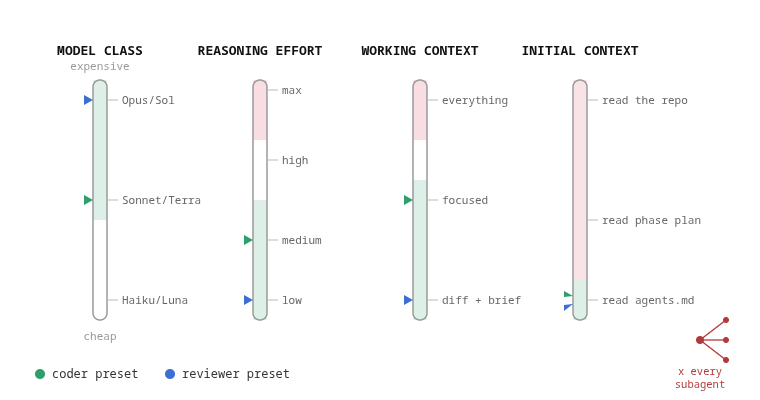 MODEL CLASS
REASONING EFFORT
WORKING CONTEXT
INITIAL CONTEXT
expensive
Opus/Sol
Sonnet/Terra
Haiku/Luna
cheap
max
high
medium
low
everything
focused
diff + brief
read the repo
read phase plan
read agents.md
x every
subagent
coder preset
reviewer preset